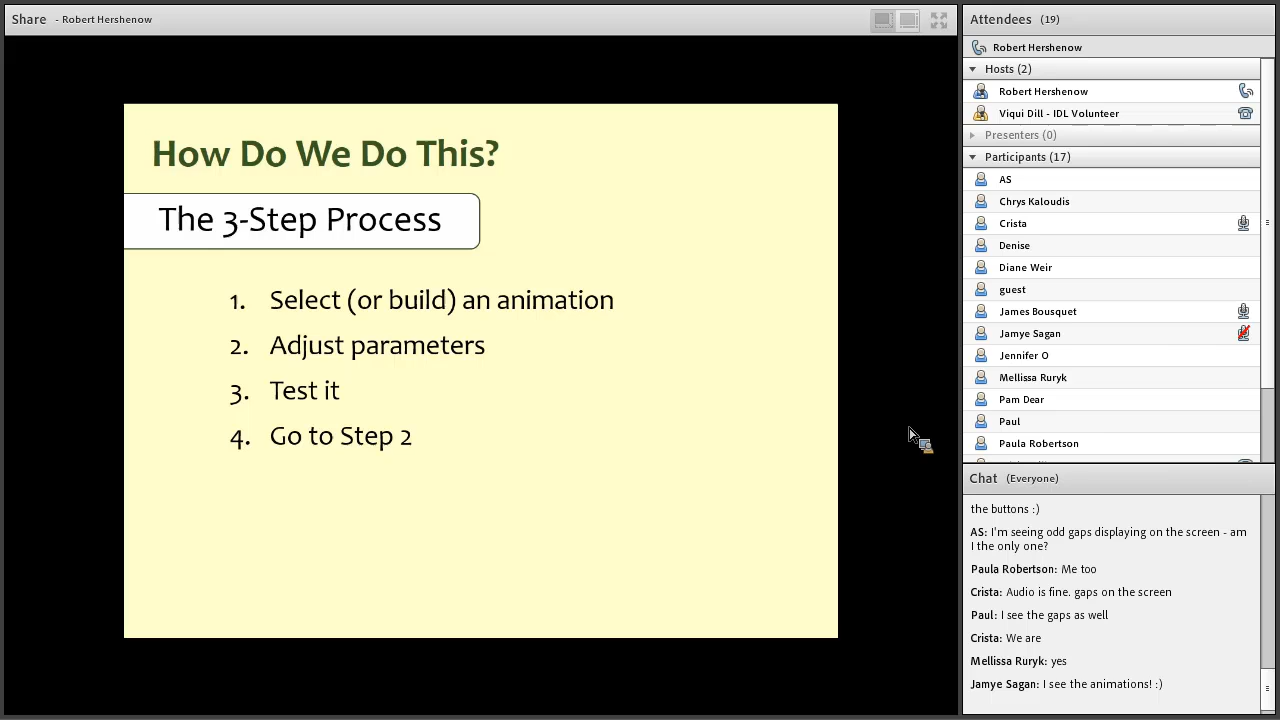 Share - Robert Hershenow
How Do We Do This?
The 3-Step Process
1. Select (or build) an animation
2. Adjust parameters
3. Test it
4. Go to Step 2
Attendees (19)
Robert Hershenow
Hosts (2)
Robert Hershenow
Viqui Dill - IDL Volunteer
Presenters (0)
Participants (17)
AS
Chrys Kaloudis
Crista
Denise
Diane Weir
guest
James Bousquet
Jamye Sagan
Jennifer O
Mellissa Ruryk
Pam Dear
Paul
Paula Robertson
Chat (Everyone)
the buttons :)
AS: I'm seeing odd gaps displaying on the screen - am
I the only one?
Paula Robertson: Me too
Crista: Audio is fine. gaps on the screen
Paul: I see the gaps as well
Crista: We are
Mellissa Ruryk: yes
Jamye Sagan: I see the animations! :)